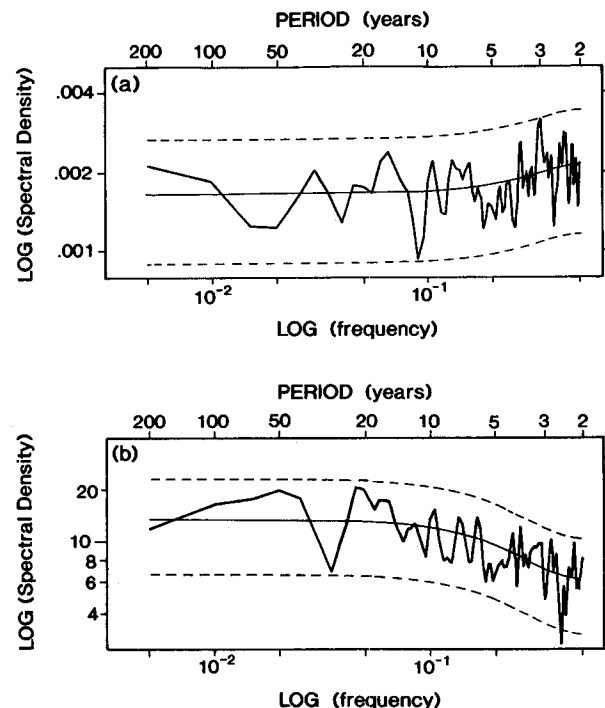 PERIOD (years)
200 100 50 20 10 5 3 2
(a)
.004
.002
.001
LOG (Spectral Density)
10-2 10-1
LOG (frequency)
PERIOD (years)
200 100 50 20 10 5 3 2
(b)
20
10
8
6
4
LOG (Spectral Density)
10-2 10-1
LOG (frequency)